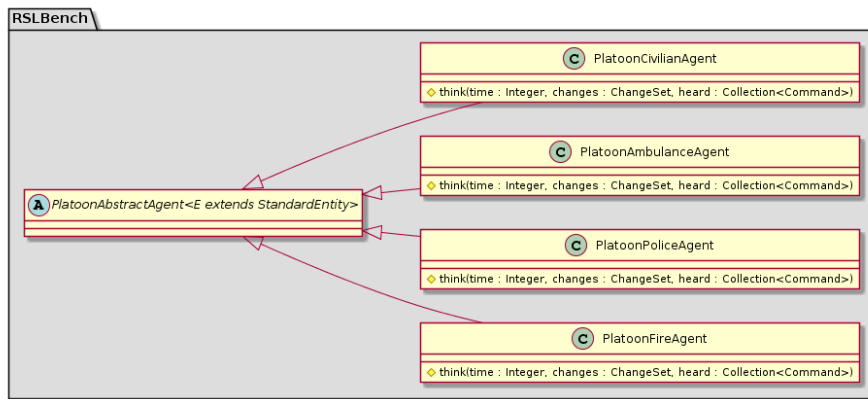 RSLBench
C PlatoonCivilianAgent
think(time : Integer, changes : ChangeSet, heard : Collection<Command>)
C PlatoonAmbulanceAgent
think(time : Integer, changes : ChangeSet, heard : Collection<Command>)
A PlatoonAbstractAgent<E extends StandardEntity>
C PlatoonPoliceAgent
think(time : Integer, changes : ChangeSet, heard : Collection<Command>)
C PlatoonFireAgent
think(time : Integer, changes : ChangeSet, heard : Collection<Command>)